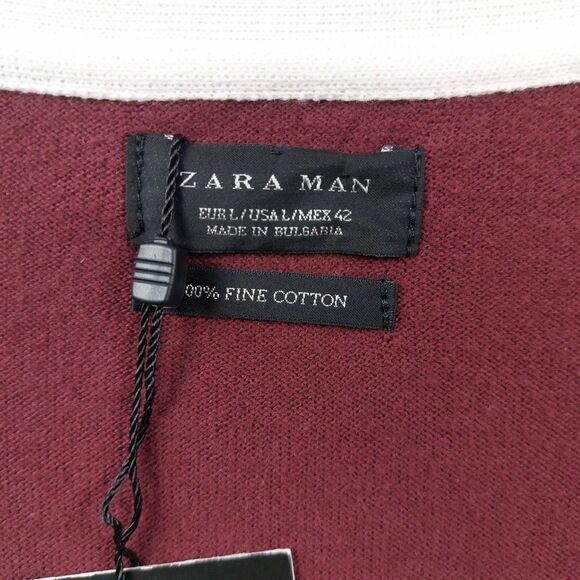 ZARA MAN
EUR L / USA L / MEX 42
MADE IN BULGARIA
00% FINE COTTON